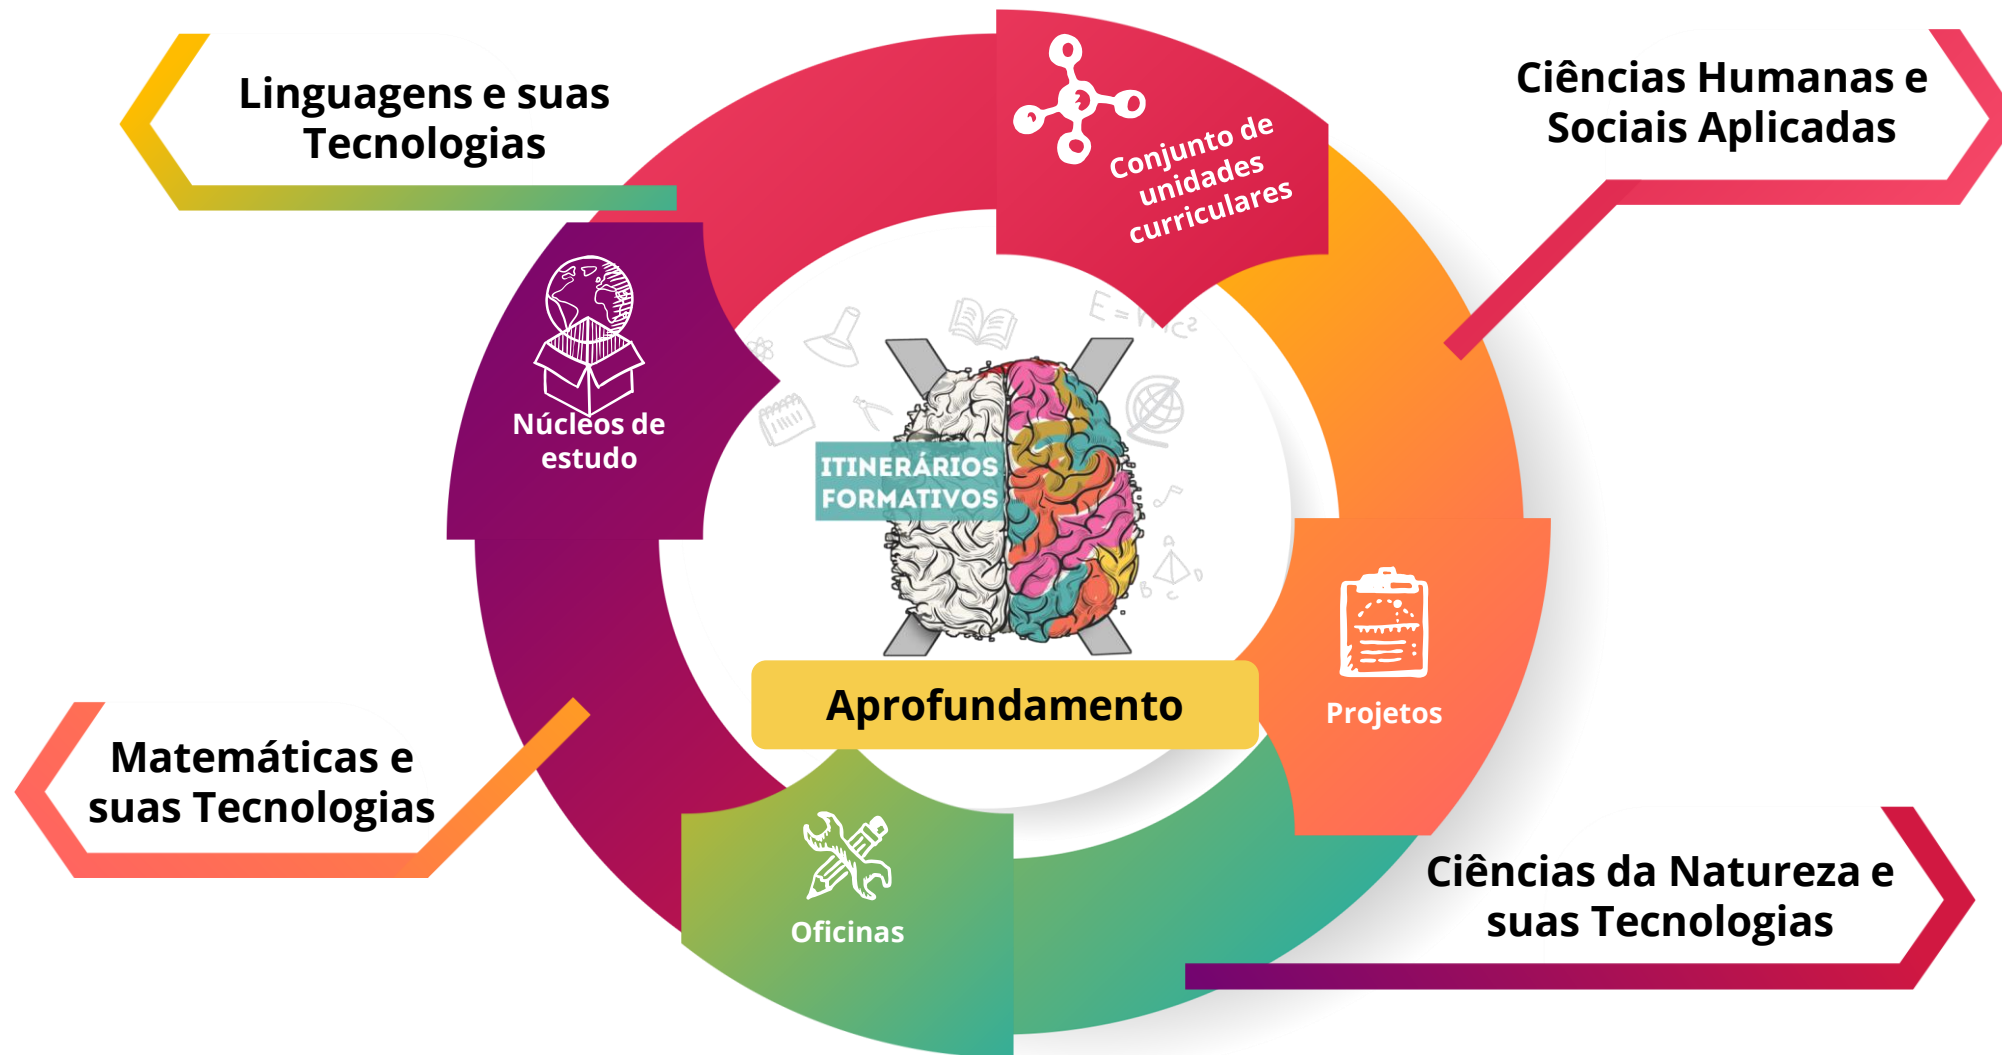 Linguagens e suas
Tecnologias
Ciências Humanas e
Sociais Aplicadas
Conjunto de
unidades
curriculares
Núcleos de
estudo
E = mc²
ITINERÁRIOS
FORMATIVOS
A
B
C
D
Aprofundamento
Projetos
Matemáticas e
suas Tecnologias
Oficinas
Ciências da Natureza e
suas Tecnologias